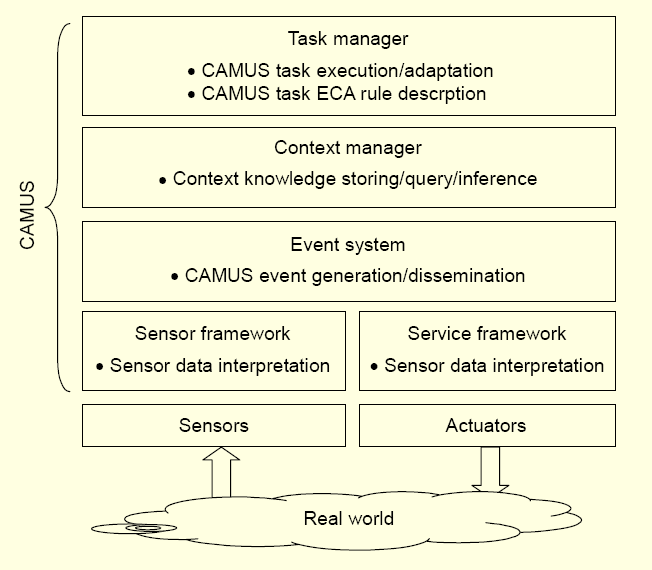 CAMUS
Task manager
• CAMUS task execution/adaptation
• CAMUS task ECA rule descrption
Context manager
• Context knowledge storing/query/inference
Event system
• CAMUS event generation/dissemination
Sensor framework
• Sensor data interpretation
Service framework
• Sensor data interpretation
Sensors
Actuators
Real world